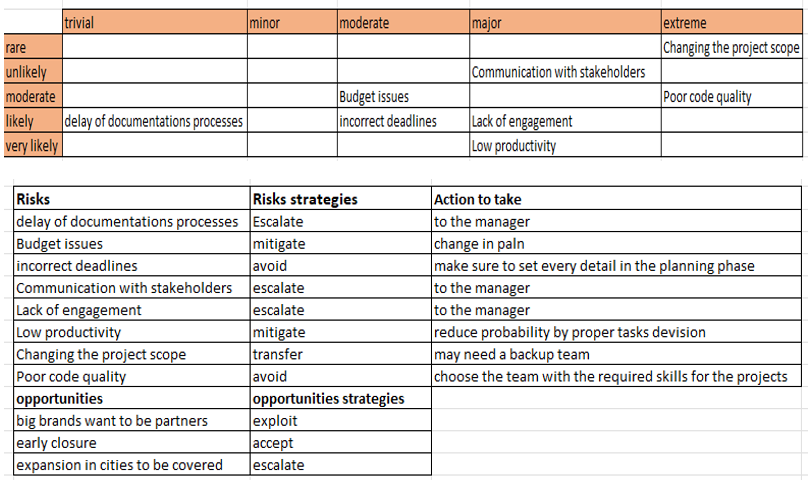 trivial minor moderate major extreme
rare Changing the project scope
unlikely Communication with stakeholders
moderate Budget issues Poor code quality
likely delay of documentations processes incorrect deadlines Lack of engagement
very likely Low productivity
Risks Risks strategies Action to take
delay of documentations processes Escalate to the manager
Budget issues mitigate change in paln
incorrect deadlines avoid make sure to set every detail in the planning phase
Communication with stakeholders escalate to the manager
Lack of engagement escalate to the manager
Low productivity mitigate reduce probability by proper tasks devision
Changing the project scope transfer may need a backup team
Poor code quality avoid choose the team with the required skills for the projects
opportunities opportunities strategies
big brands want to be partners exploit
early closure accept
expansion in cities to be covered escalate